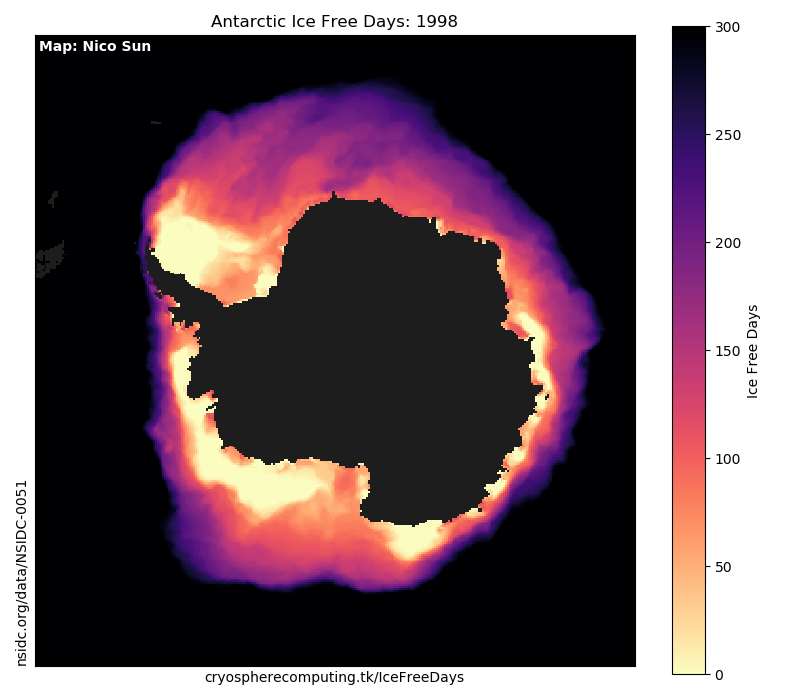 Antarctic Ice Free Days: 1998
Map: Nico Sun
300
250
200
150
100
50
0
Ice Free Days
nsidc.org/data/NSIDC-0051
cryospherecomputing.tk/IceFreeDays